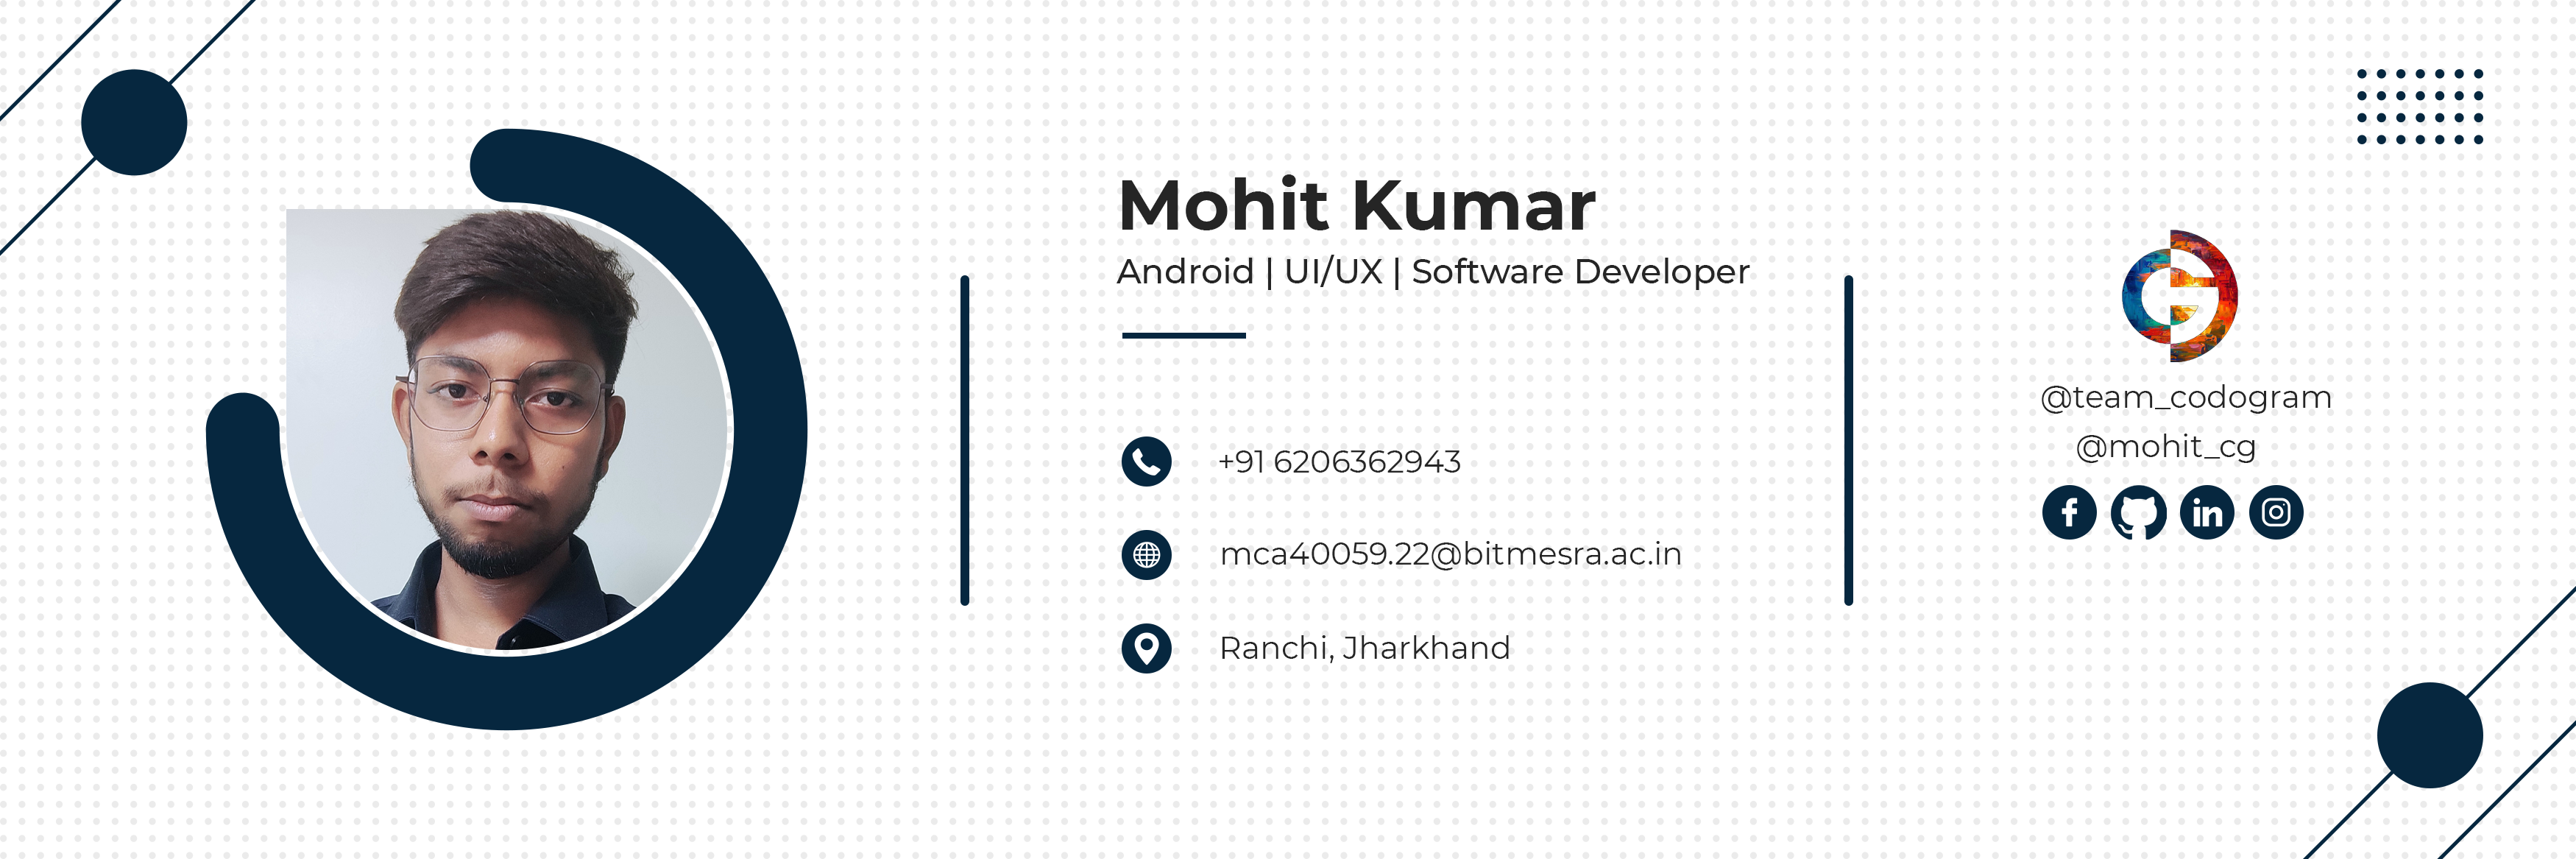 Mohit Kumar
Android | UI/UX | Software Developer
+91 6206362943
mca40059.22@bitmesra.ac.in
Ranchi, Jharkhand
@team_codogram
@mohit_cg